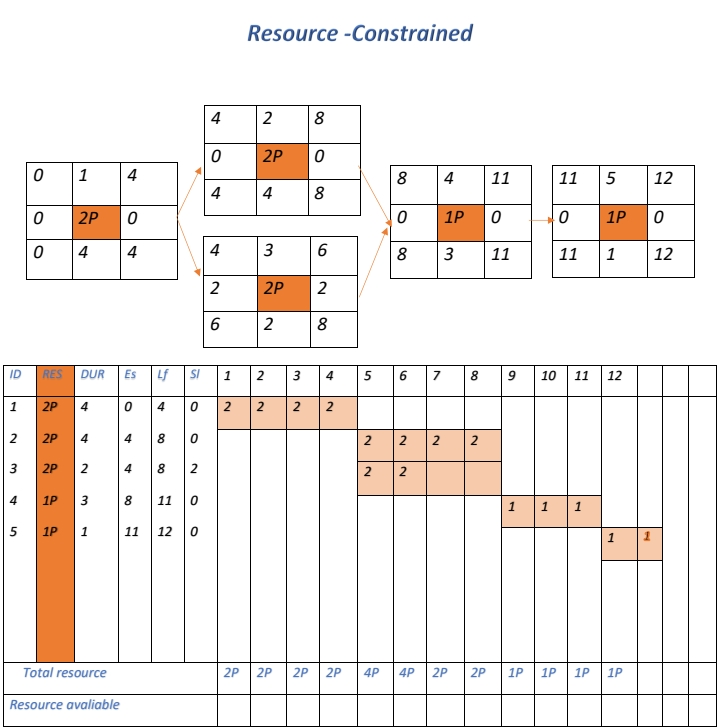 Resource -Constrained
4 2 8
0 2P 0
4 4 8
0 1 4
0 2P 0
0 4 4
8 4 11
0 1P 0
8 3 11
11 5 12
0 1P 0
11 1 12
4 3 6
2 2P 2
6 2 8
ID RES DUR Es Lf Sl 1 2 3 4 5 6 7 8 9 10 11 12
1 2P 4 0 4 0 2 2 2 2
2 2P 4 4 8 0 2 2 2 2
3 2P 2 4 8 2 2 2
4 1P 3 8 11 0 1 1 1
5 1P 1 11 12 0 1 1
Total resource 2P 2P 2P 2P 4P 4P 2P 2P 1P 1P 1P 1P
Resource avaliable